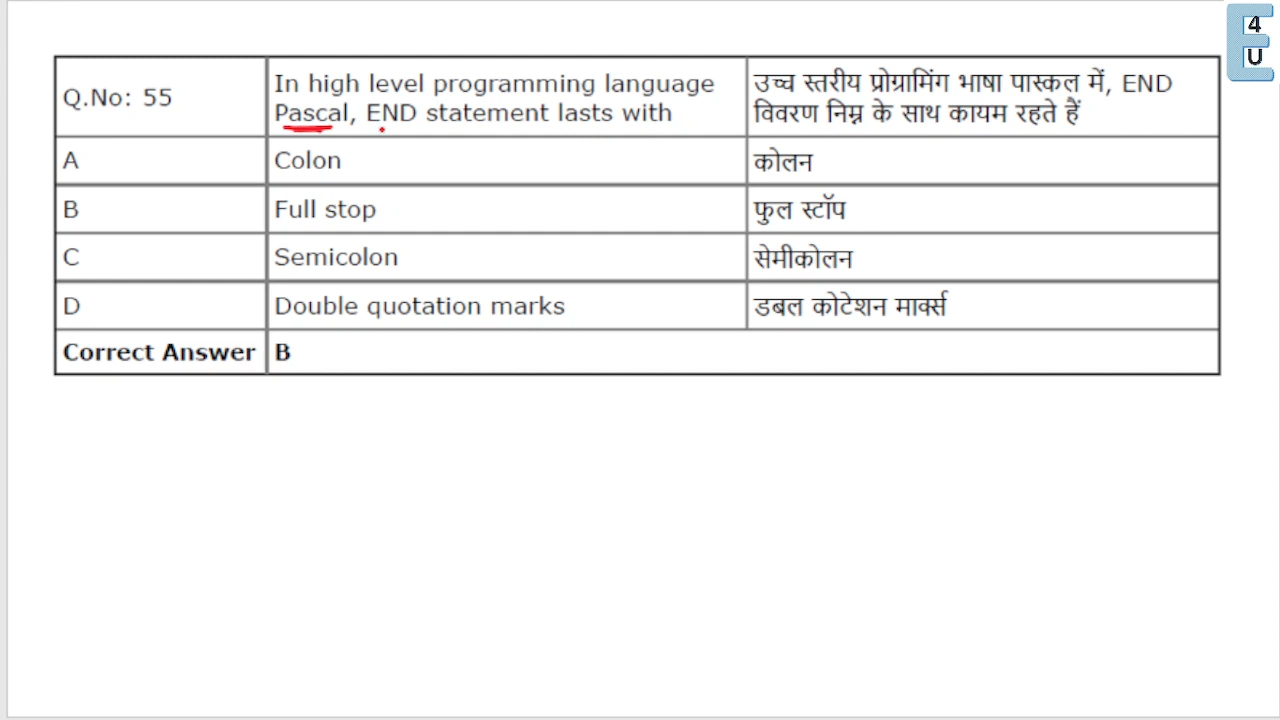 4
U
Q.No: 55
In high level programming language
Pascal, END statement lasts with
उच्च स्तरीय प्रोग्रामिंग भाषा पास्कल में, END
विवरण निम्न के साथ कायम रहते हैं
A
Colon
कोलन
B
Full stop
फुल स्टॉप
C
Semicolon
सेमीकोलन
D
Double quotation marks
डबल कोटेशन मार्क्स
Correct Answer
B